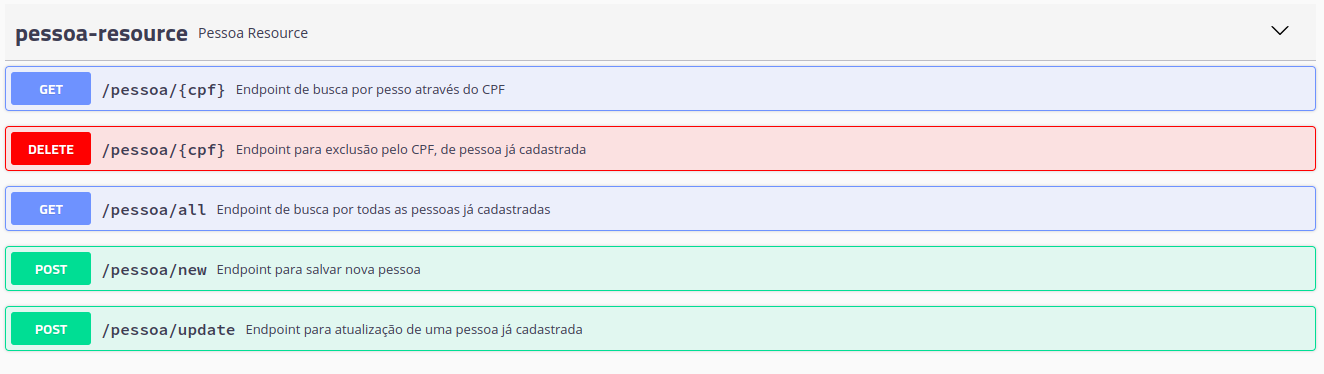 pessoa-resource Pessoa Resource
GET /pessoa/{cpf} Endpoint de busca por pesso através do CPF
DELETE /pessoa/{cpf} Endpoint para exclusão pelo CPF, de pessoa já cadastrada
GET /pessoa/all Endpoint de busca por todas as pessoas já cadastradas
POST /pessoa/new Endpoint para salvar nova pessoa
POST /pessoa/update Endpoint para atualização de uma pessoa já cadastrada